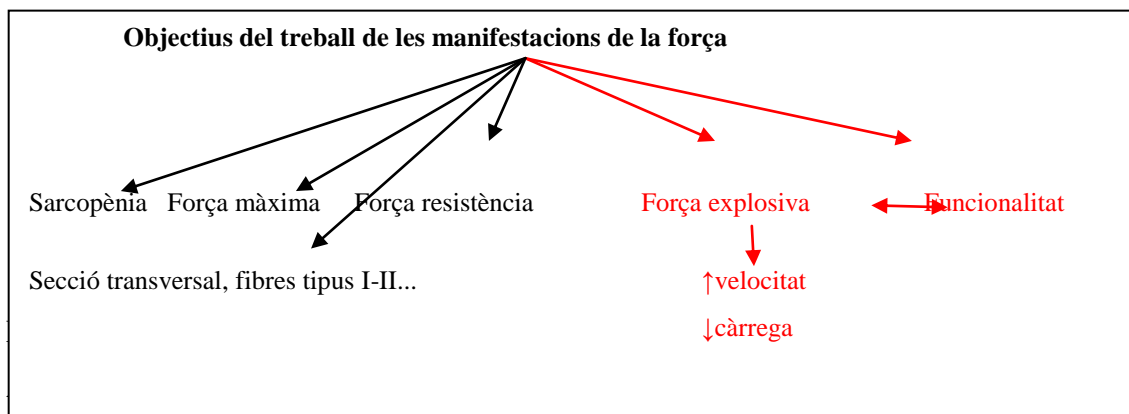 Objectius del treball de les manifestacions de la força
Sarcopènia Força màxima Força resistència Força explosiva Funcionalitat
Secció transversal, fibres tipus I-II... ↑velocitat
↓càrrega